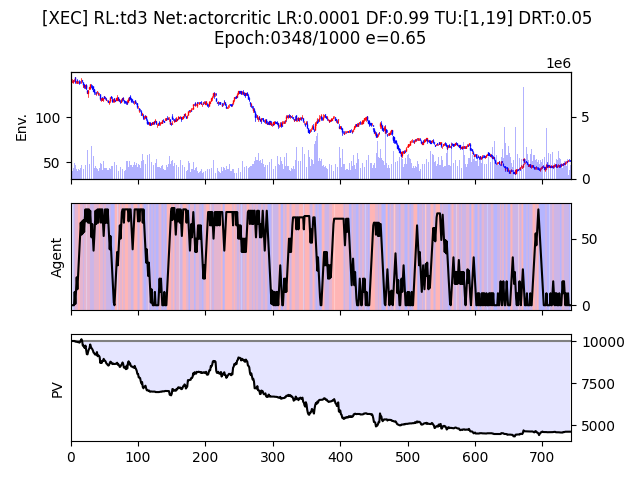 [XEC] RL:td3 Net:actorcritic LR:0.0001 DF:0.99 TU:[1,19] DRT:0.05
Epoch:0348/1000 e=0.65
1e6
Env.
100
50
5
0
Agent
50
0
PV
10000
7500
5000
0 100 200 300 400 500 600 700